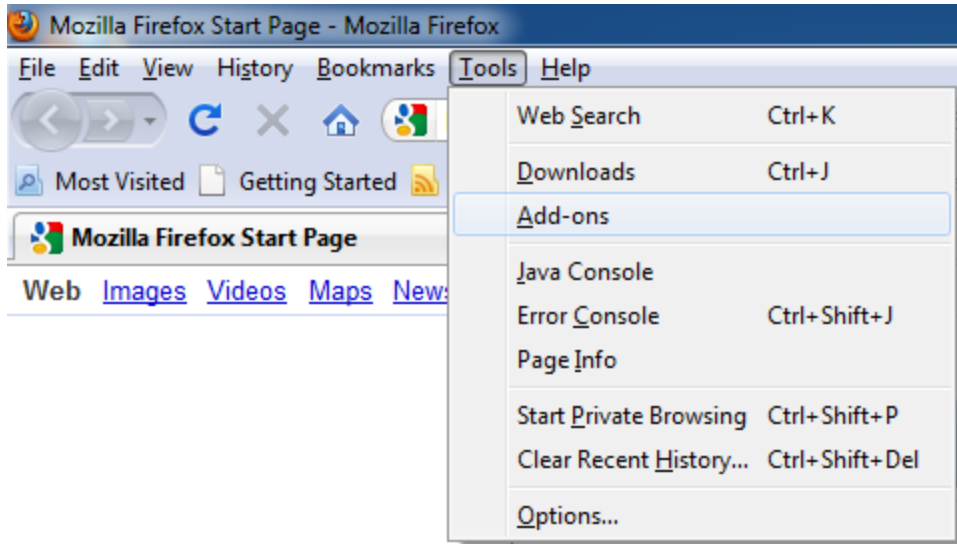 Mozilla Firefox Start Page - Mozilla Firefox
File Edit View History Bookmarks Tools Help
Web Search Ctrl+K
Most Visited Getting Started
Downloads Ctrl+J
Add-ons
Mozilla Firefox Start Page
Java Console
Web Images Videos Maps News
Error Console Ctrl+Shift+J
Page Info
Start Private Browsing Ctrl+Shift+P
Clear Recent History... Ctrl+Shift+Del
Options...